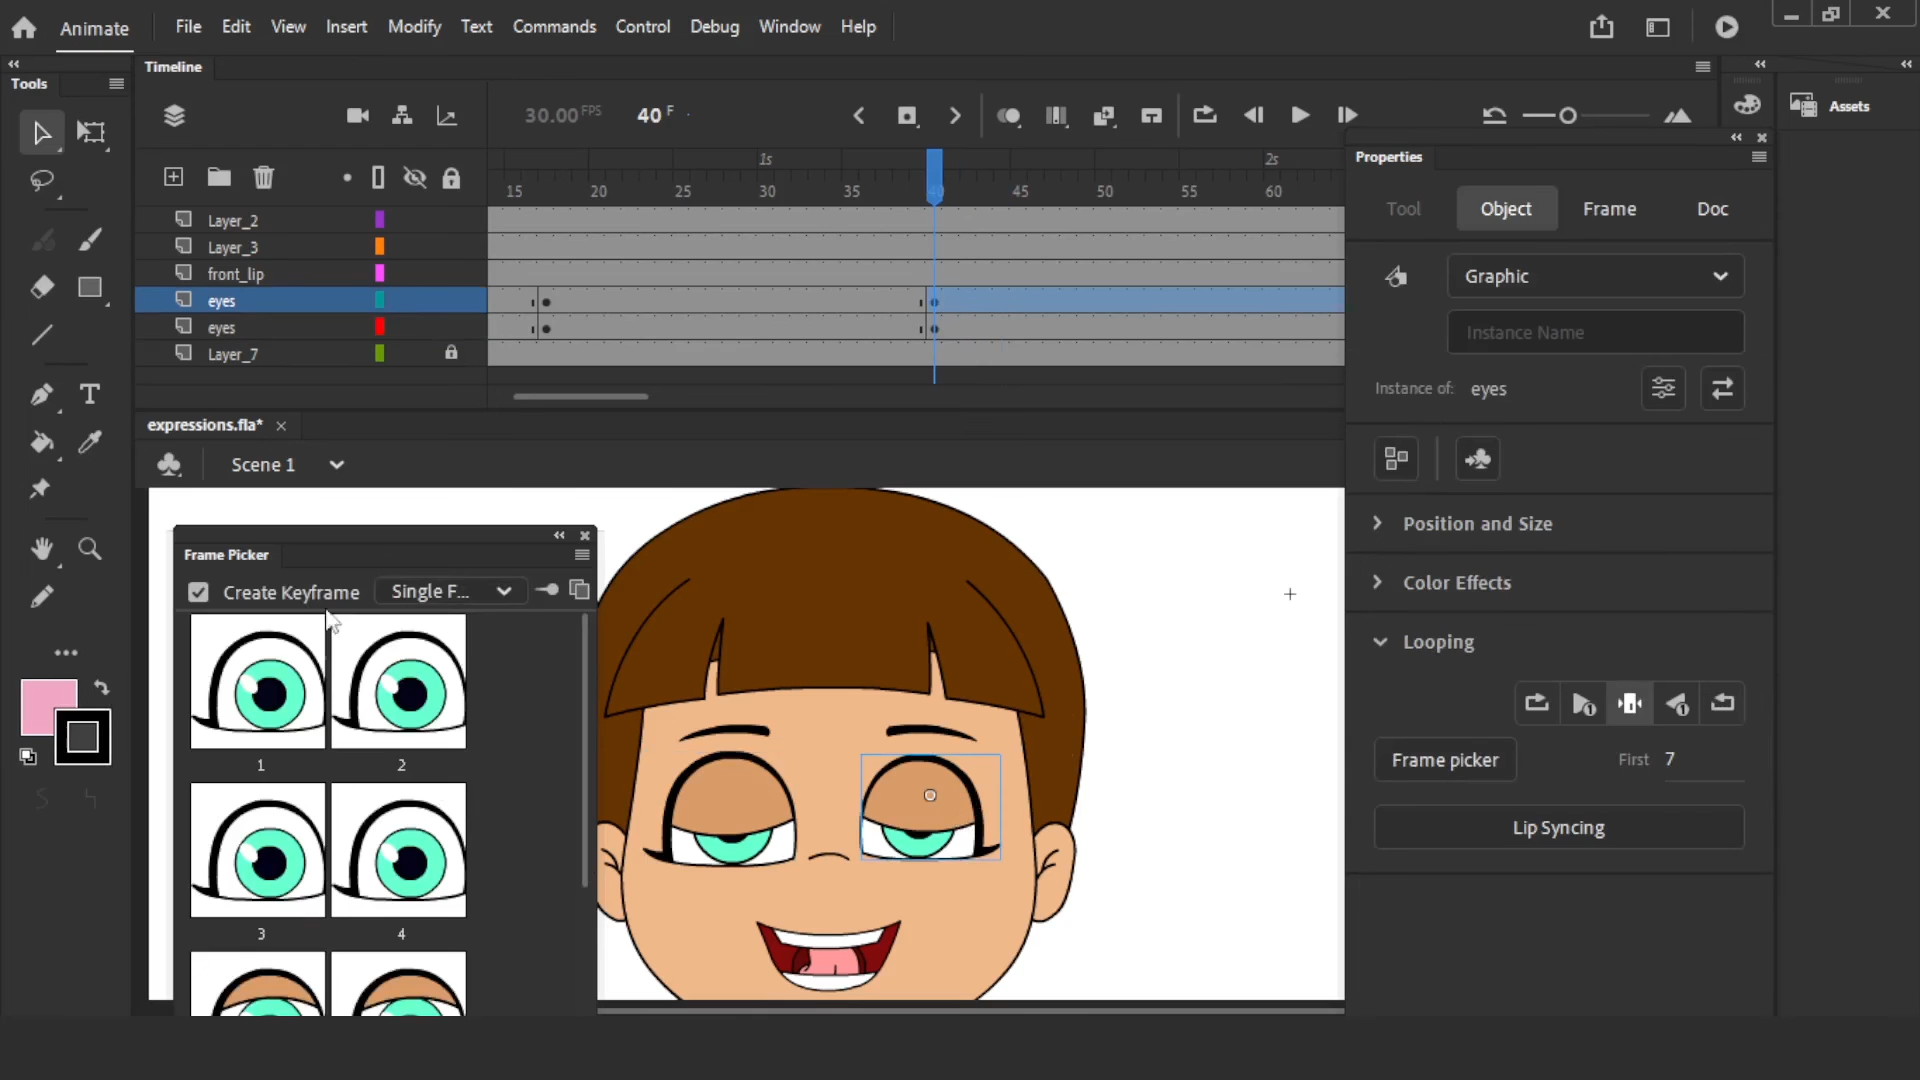 Animate
File Edit View Insert Modify Text Commands Control Debug Window Help
Timeline
Tools
30.00 FPS 40 F
Assets
Properties
1s 2s
15 20 25 30 35 40 45 50 55 60
Tool Object Frame Doc
Layer_2
Layer_3
front_lip
eyes
eyes
Layer_7
Graphic
Instance Name
Instance of: eyes
expressions.fla*
Scene 1
Position and Size
Frame Picker
Create Keyframe Single F...
Color Effects
Looping
1 2
Frame picker First 7
Lip Syncing
3 4